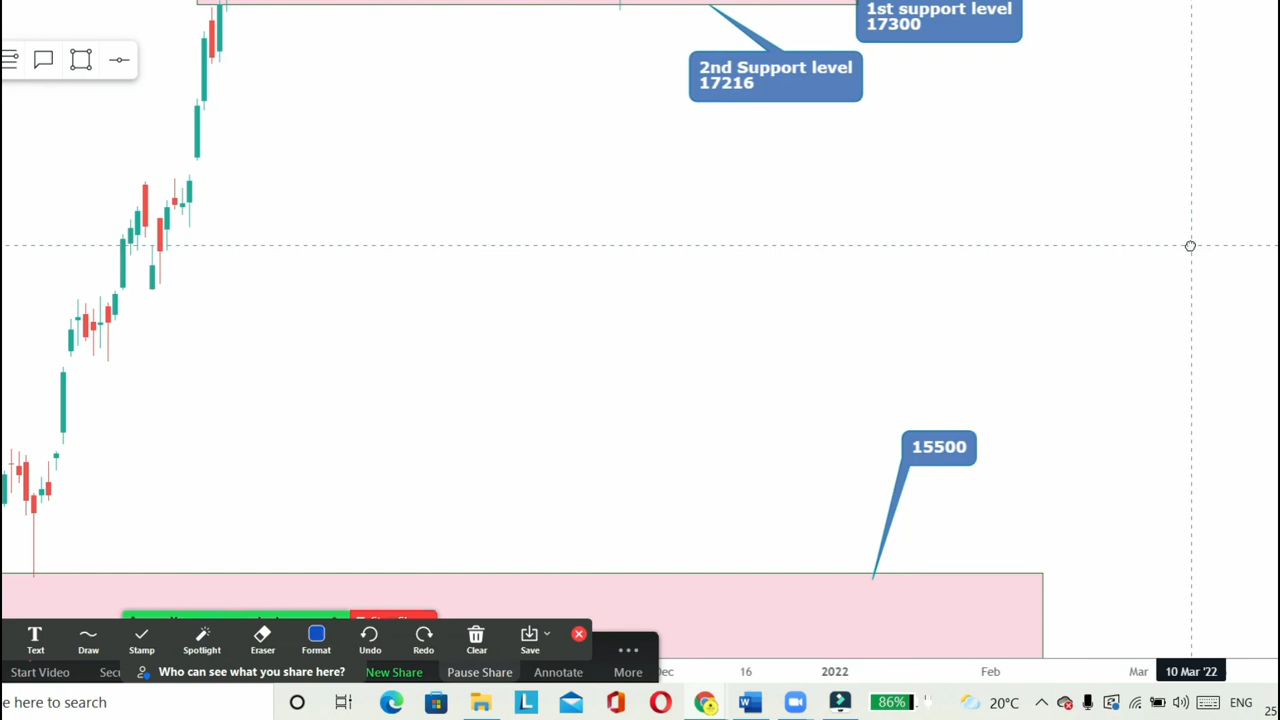 1st support level
17300
2nd Support level
17216
15500
Text
Draw
Stamp
Spotlight
Eraser
Format
Undo
Redo
Clear
Save
Start Video
Who can see what you share here?
New Share
Pause Share
Annotate
More
16
2022
Feb
Mar
10 Mar '22
e here to search
86%
20°C
ENG